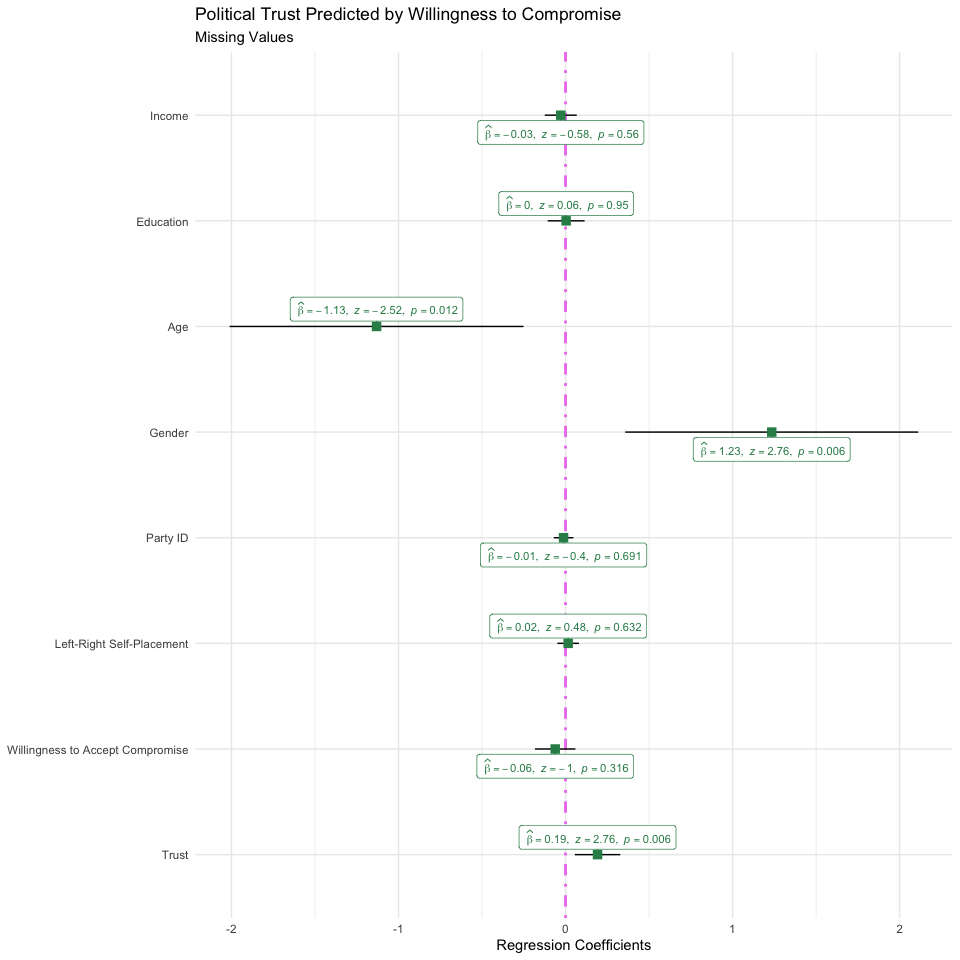 Political Trust Predicted by Willingness to Compromise
Missing Values
Income
β̂ = −0.03, z = −0.58, p = 0.56
β̂ = 0, z = 0.06, p = 0.95
Education
β̂ = −1.13, z = −2.52, p = 0.012
Age
Gender
β̂ = 1.23, z = 2.76, p = 0.006
Party ID
β̂ = −0.01, z = −0.4, p = 0.691
β̂ = 0.02, z = 0.48, p = 0.632
Left-Right Self-Placement
Willingness to Accept Compromise
β̂ = −0.06, z = −1, p = 0.316
β̂ = 0.19, z = 2.76, p = 0.006
Trust
-2 -1 0 1 2
Regression Coefficients